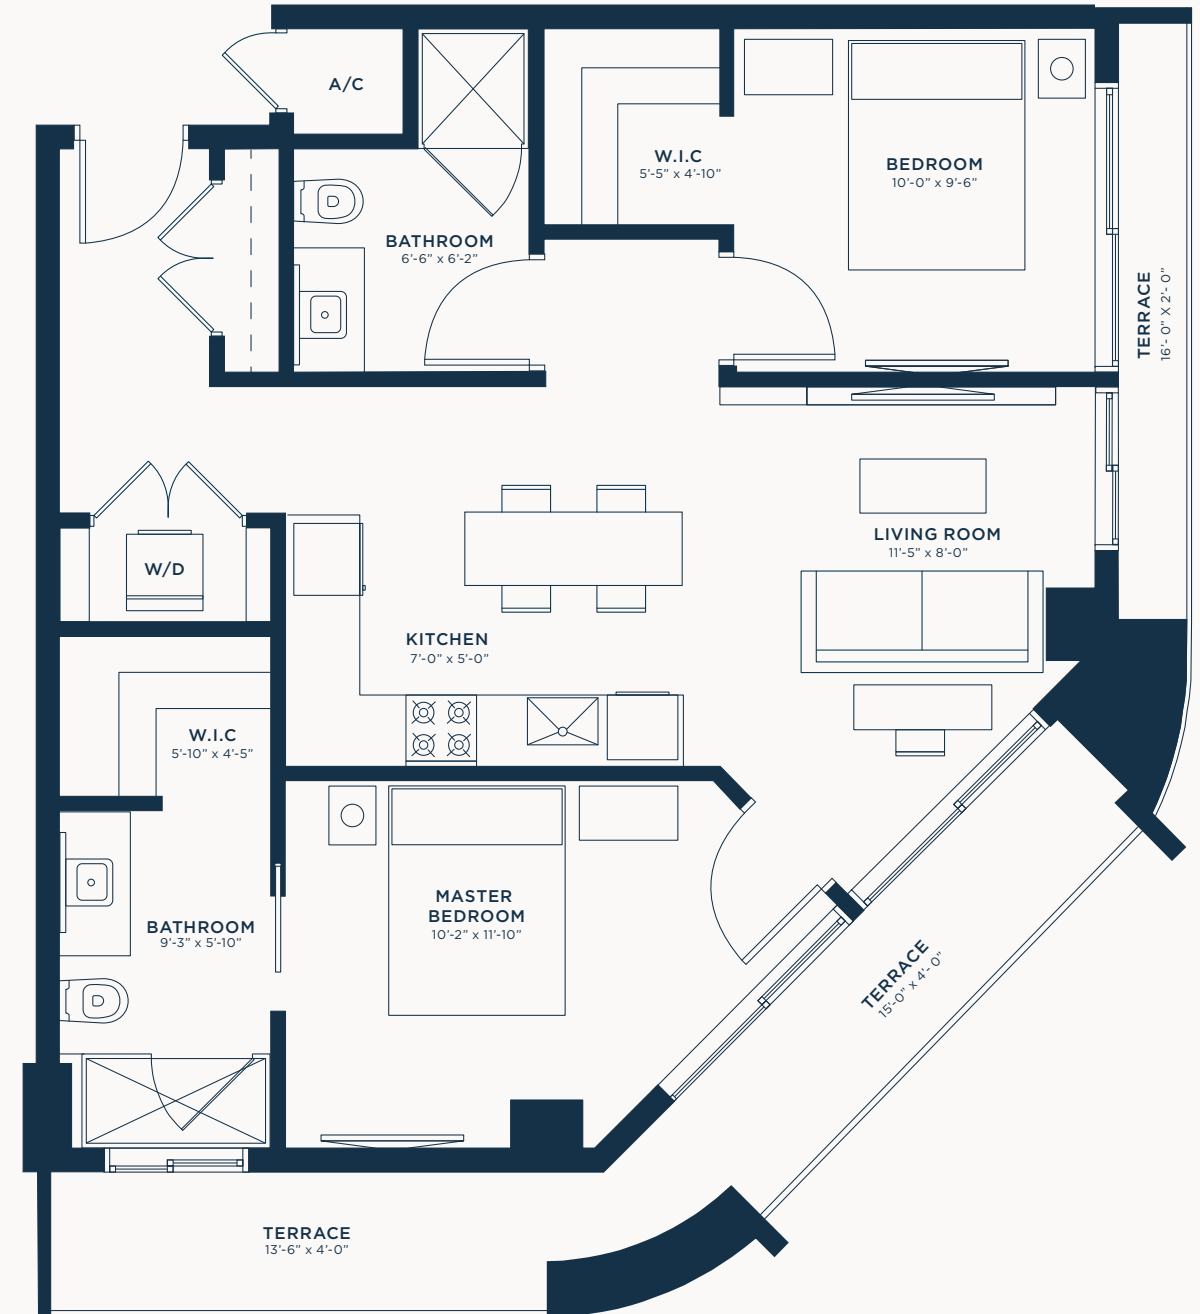 A/C
W.I.C
5'-5" x 4'-10"
BEDROOM
10'-0" x 9'-6"
BATHROOM
6'-6" x 6'-2"
TERRACE
16'- 0" X 2'- 0"
LIVING ROOM
11'-5" x 8'-0"
W/D
KITCHEN
7'-0" x 5'-0"
W.I.C
5'-10" x 4'-5"
MASTER
BEDROOM
10'-2" x 11'-10"
BATHROOM
9'-3" x 5'-10"
TERRACE
15'-0" x 4'- 0"
TERRACE
13'-6" x 4'-0"